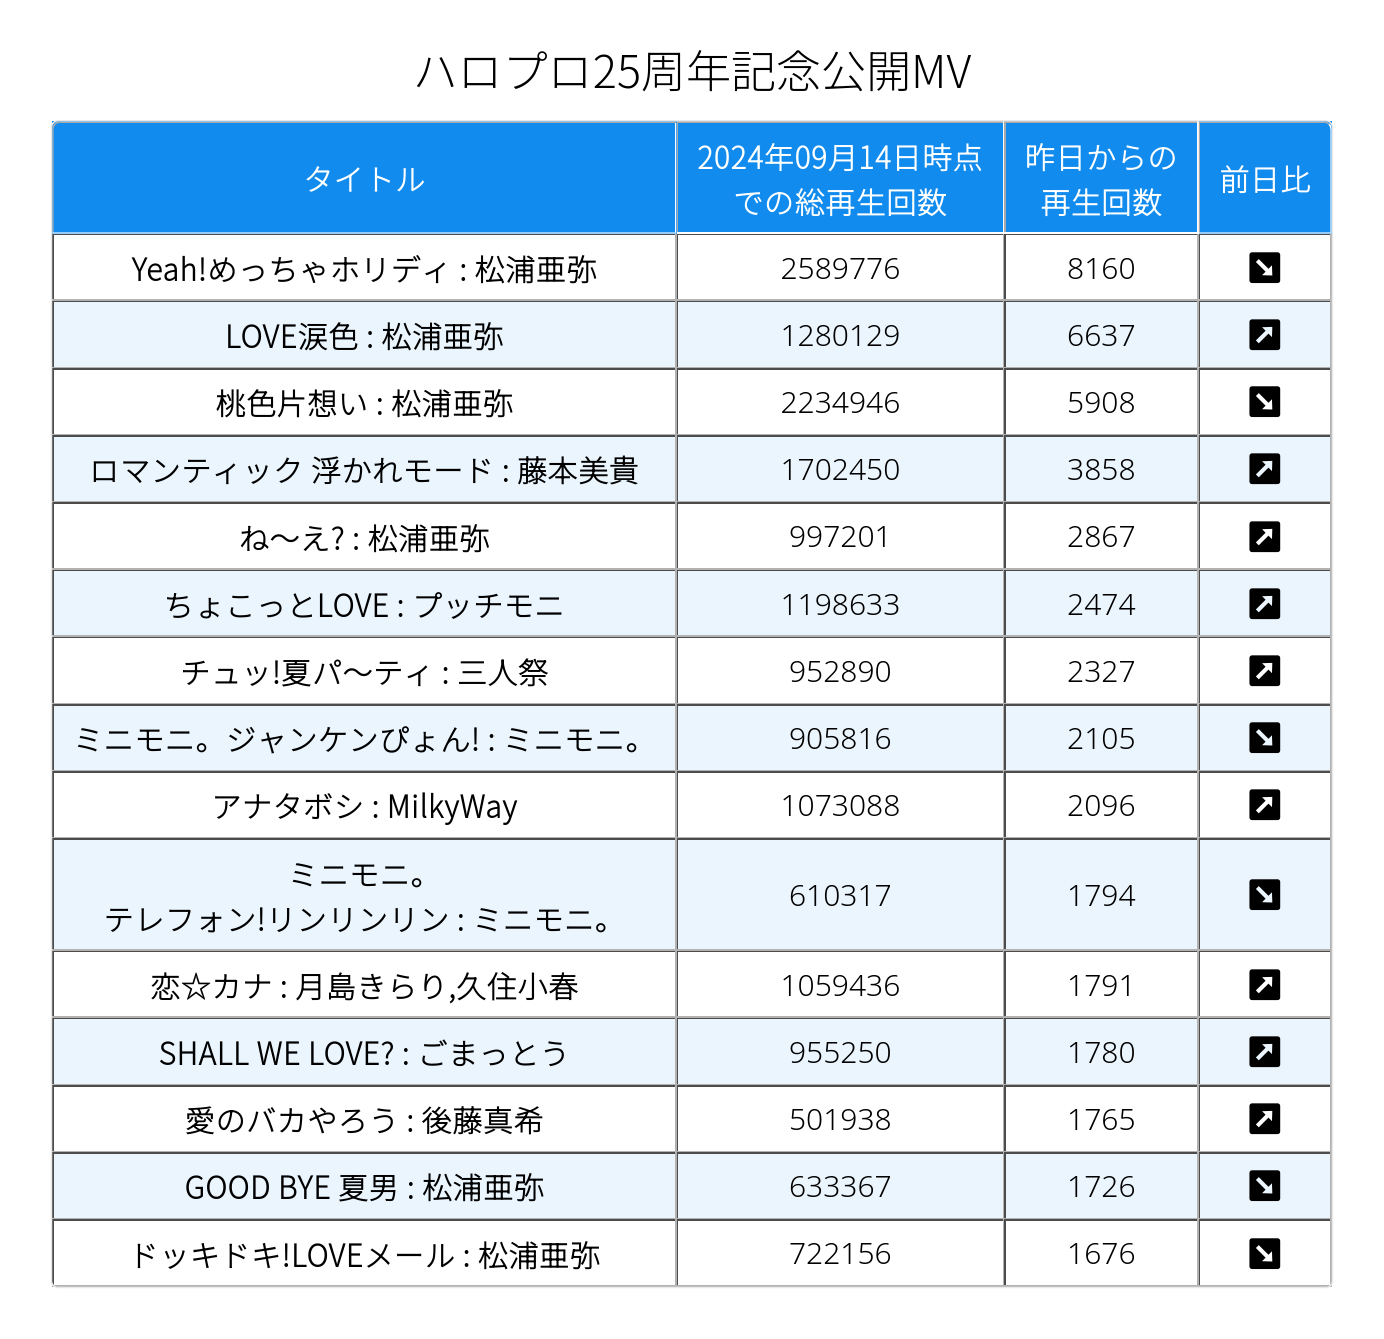 ハロプロ25周年記念公開MV
タイトル
2024年09月14日時点
での総再生回数
昨日からの
再生回数
前日比
Yeah!めっちゃホリディ : 松浦亜弥 2589776 8160
LOVE涙色 : 松浦亜弥 1280129 6637
桃色片想い : 松浦亜弥 2234946 5908
ロマンティック 浮かれモード : 藤本美貴 1702450 3858
ね～え? : 松浦亜弥 997201 2867
ちょこっとLOVE : プッチモニ 1198633 2474
チュッ!夏パ～ティ : 三人祭 952890 2327
ミニモニ。ジャンケンぴょん! : ミニモニ。 905816 2105
アナタボシ : MilkyWay 1073088 2096
ミニモニ。
テレフォン!リンリンリン : ミニモニ。 610317 1794
恋☆カナ : 月島きらり,久住小春 1059436 1791
SHALL WE LOVE? : ごまっとう 955250 1780
愛のバカやろう : 後藤真希 501938 1765
GOOD BYE 夏男 : 松浦亜弥 633367 1726
ドッキドキ!LOVEメール : 松浦亜弥 722156 1676